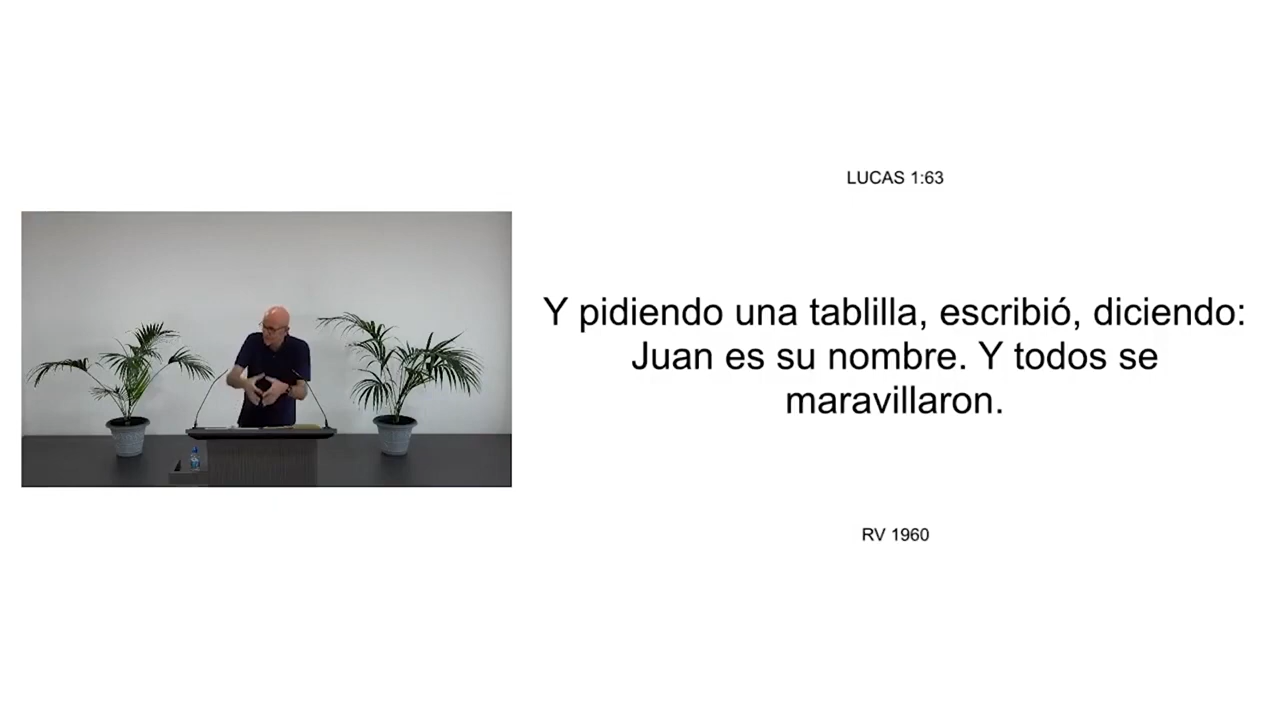 LUCAS 1:63
Y pidiendo una tablilla, escribió, diciendo:
Juan es su nombre. Y todos se
maravillaron.
RV 1960